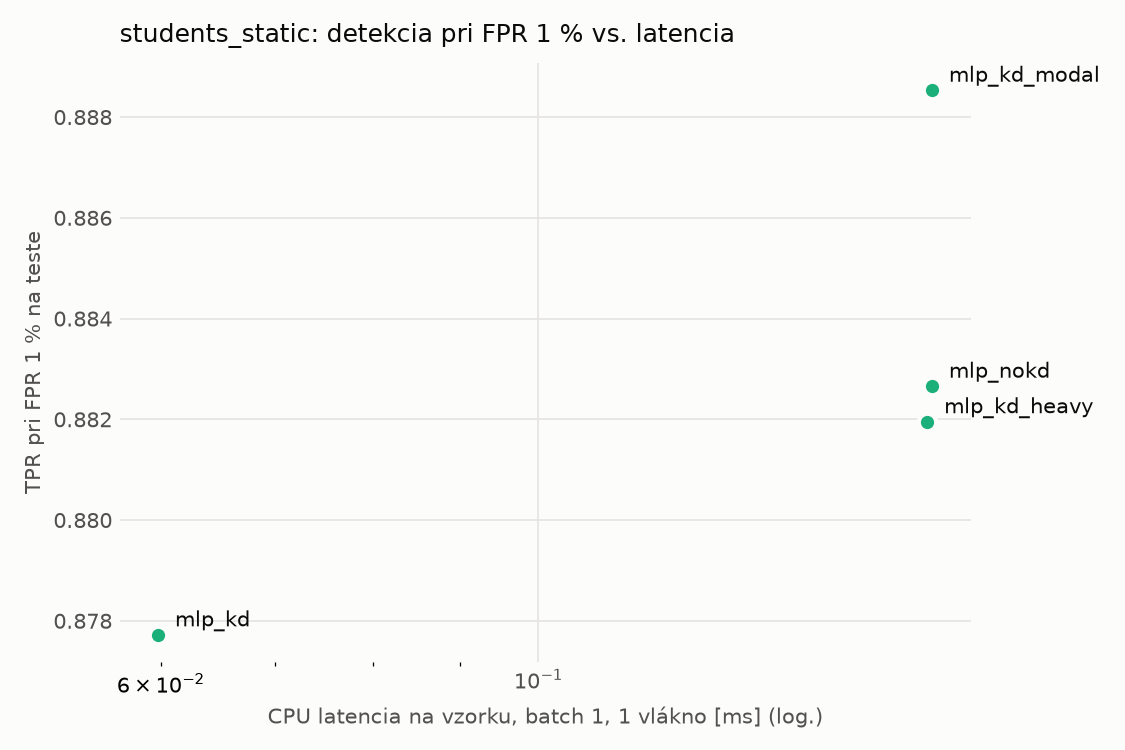 students_static: detekcia pri FPR 1 % vs. latencia
mlp_kd_modal
0.888
0.886
0.884
mlp_nokd
mlp_kd_heavy
0.882
0.880
mlp_kd
0.878
TPR pri FPR 1 % na teste
6 × 10⁻²
10⁻¹
CPU latencia na vzorku, batch 1, 1 vlákno [ms] (log.)